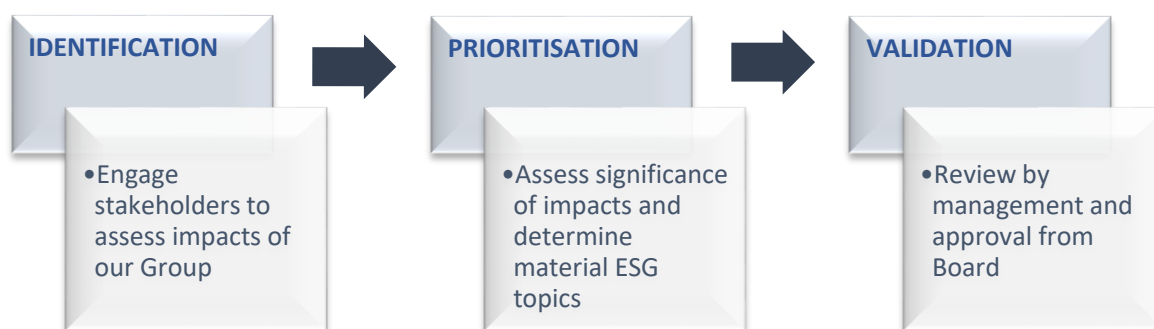 IDENTIFICATION
•Engage
stakeholders to
assess impacts of
our Group
PRIORITISATION
•Assess significance
of impacts and
determine
material ESG
topics
VALIDATION
•Review by
management and
approval from
Board